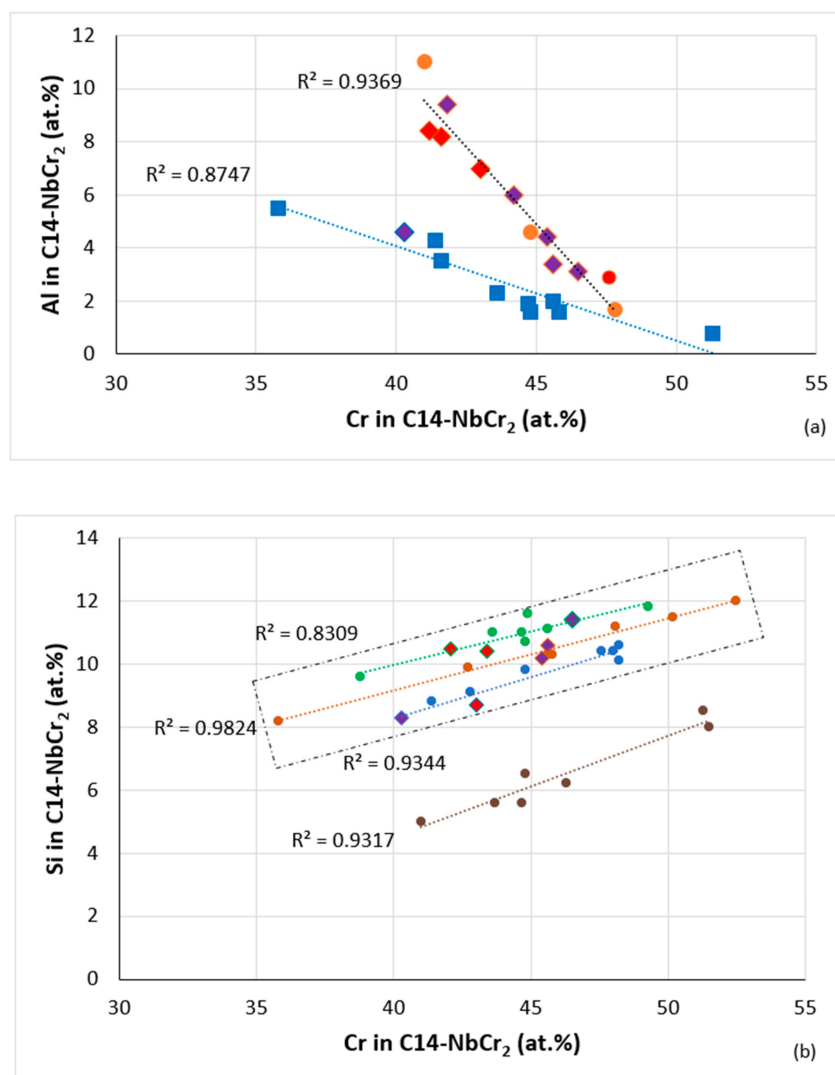 12
10
8
6
4
2
0
Al in C14-NbCr₂ (at.%)
R² = 0.9369
R² = 0.8747
30 35 40 45 50 55
Cr in C14-NbCr₂ (at.%)
(a)
14
12
10
8
6
4
2
0
Si in C14-NbCr₂ (at.%)
R² = 0.8309
R² = 0.9824
R² = 0.9344
R² = 0.9317
30 35 40 45 50 55
Cr in C14-NbCr₂ (at.%)
(b)